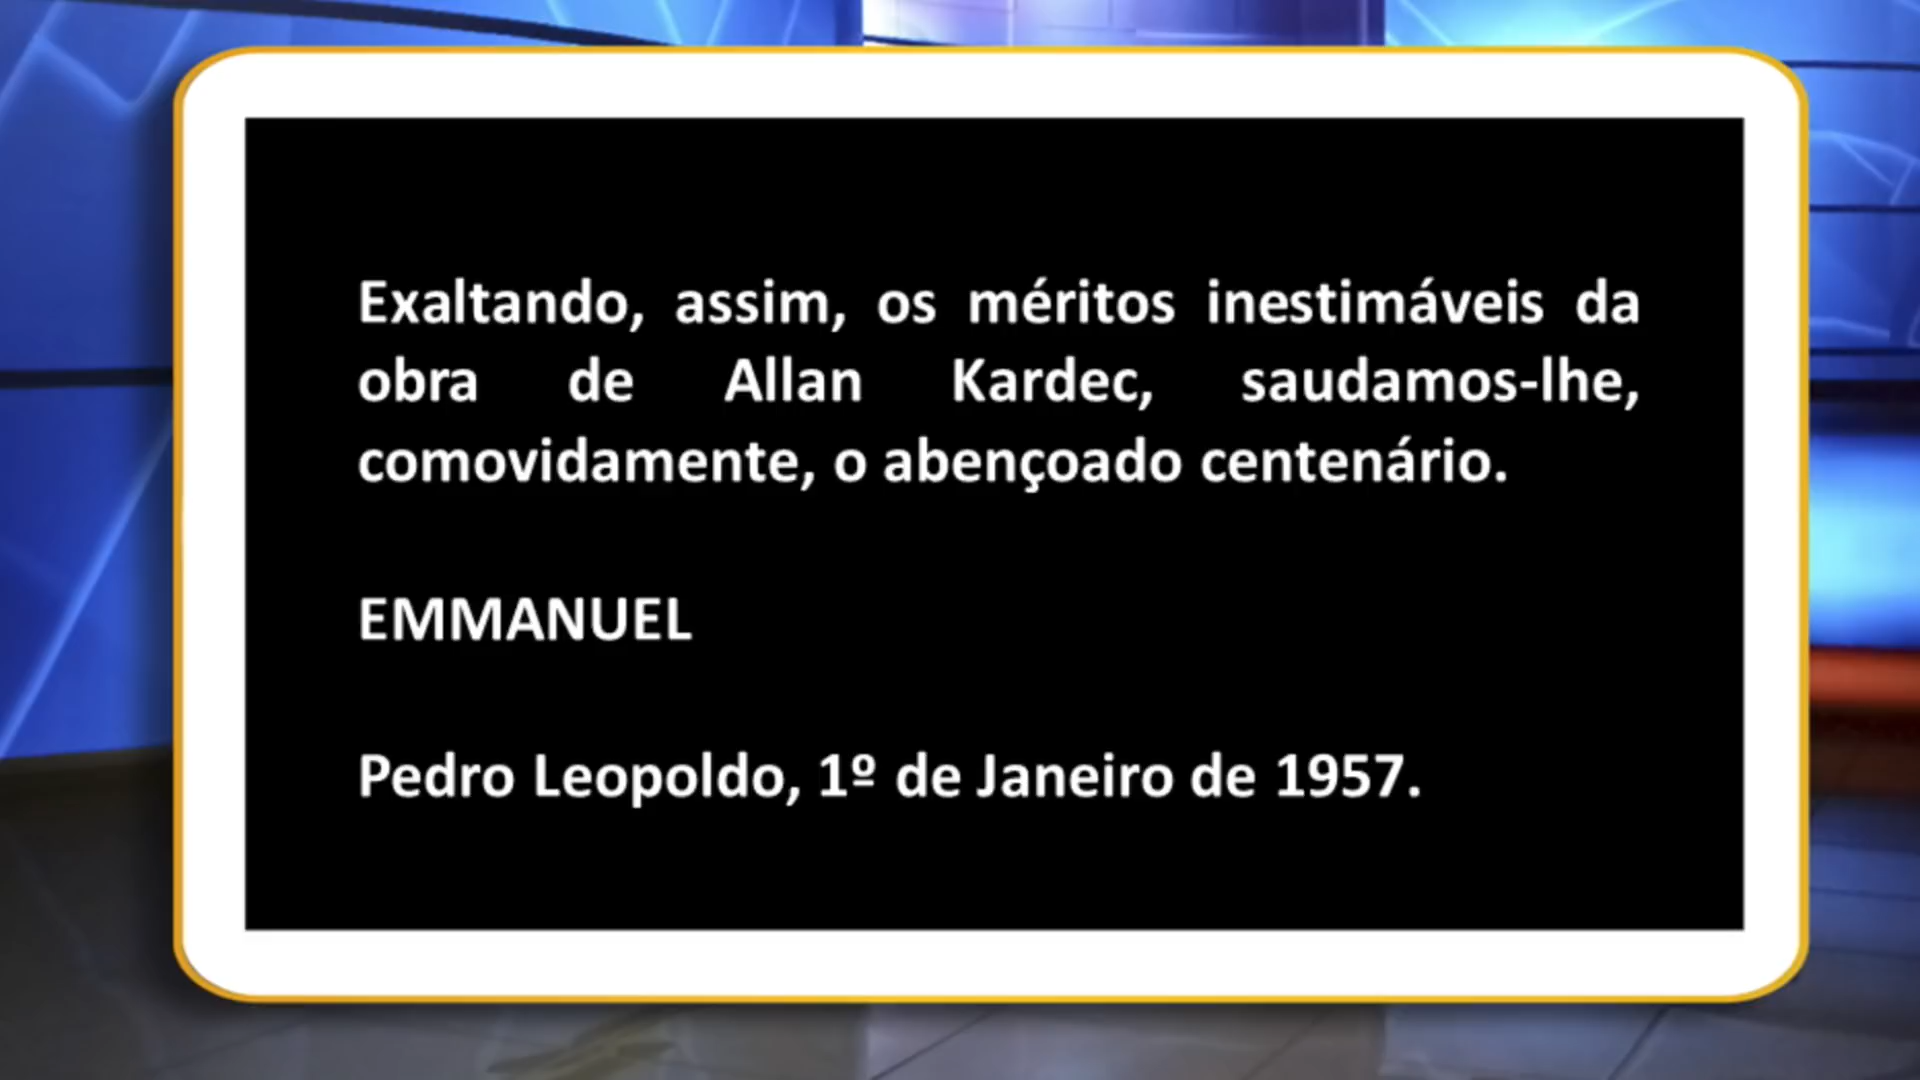 Exaltando, assim, os méritos inestimáveis da
obra de Allan Kardec, saudamos-lhe,
comovidamente, o abençoado centenário.
EMMANUEL
Pedro Leopoldo, 1º de Janeiro de 1957.